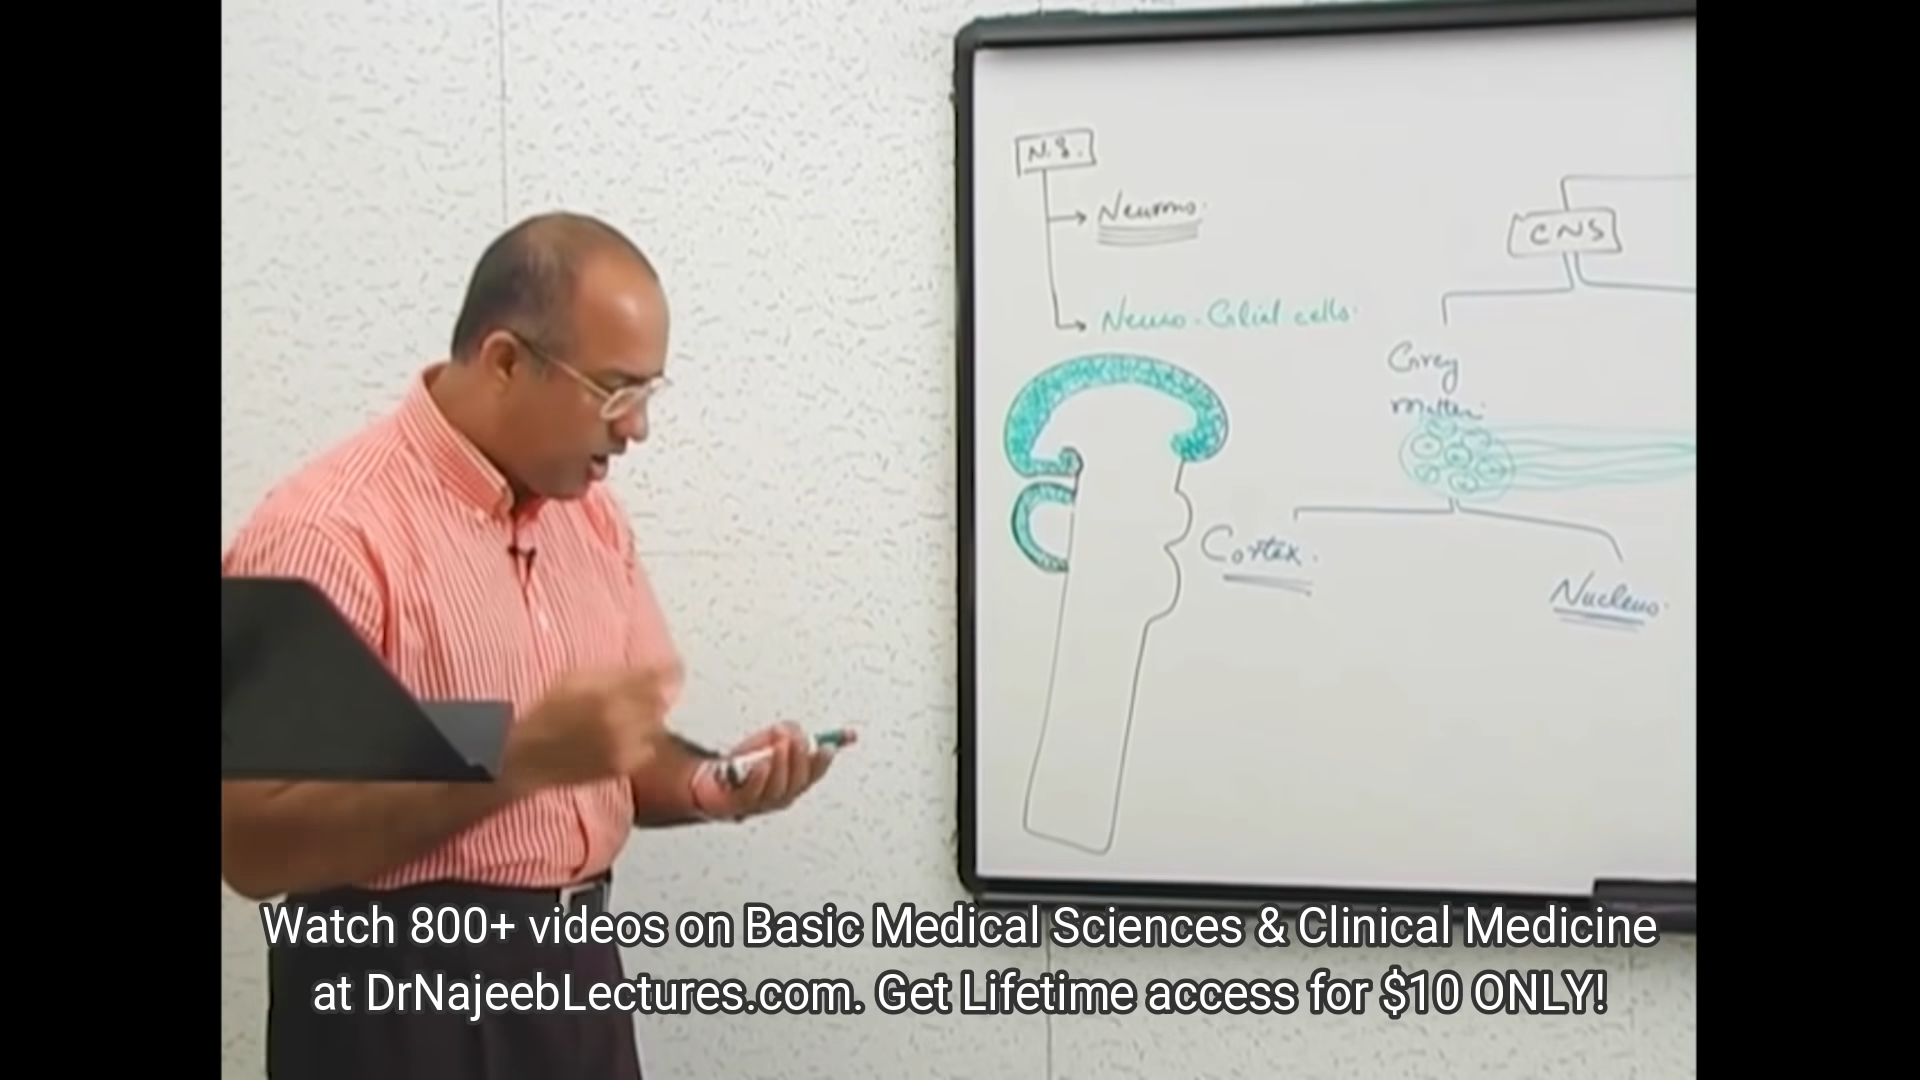 N.S.
Neurons.
CNS
Neuro-Glial cells.
Grey
matter
Cortex.
Nucleus.
Watch 800+ videos on Basic Medical Sciences & Clinical Medicine
at DrNajeebLectures.com. Get Lifetime access for $10 ONLY!